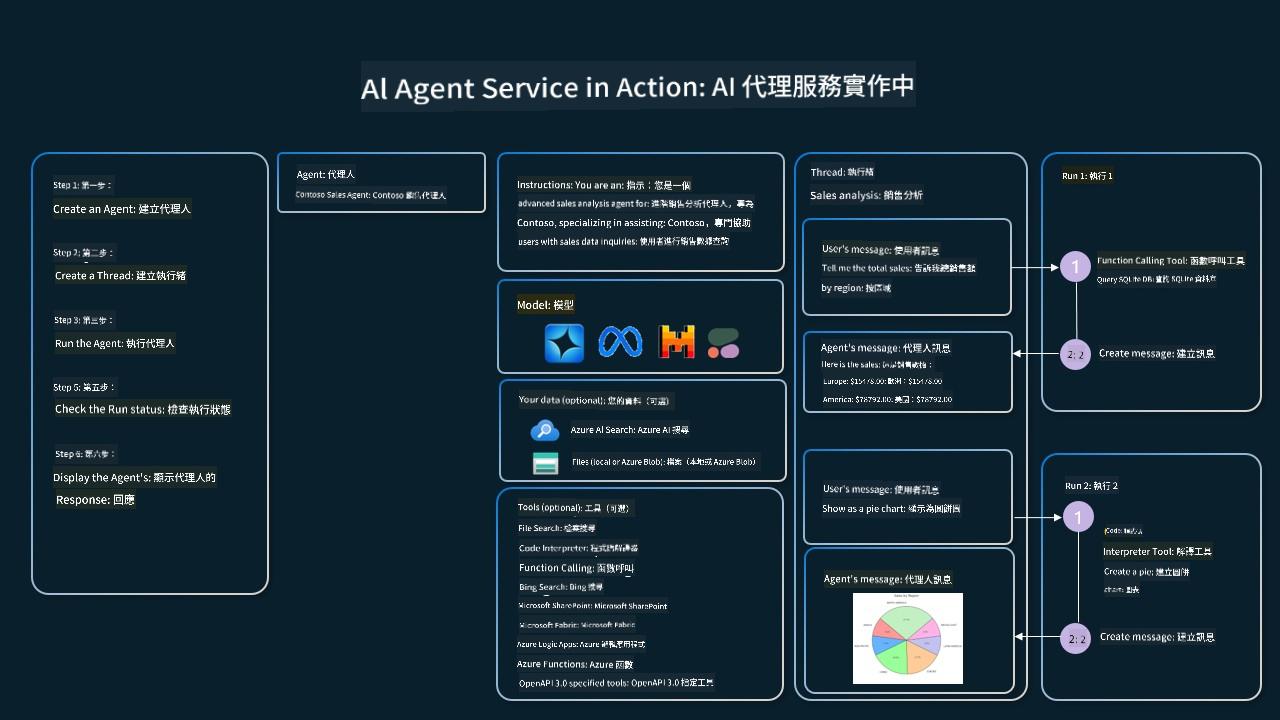 Al Agent Service in Action: AI 代理服務實作中
Step 1: 第一步：
Create an Agent: 建立代理人
Step 2: 第二步：
Create a Thread: 建立執行緒
Step 3: 第三步：
Run the Agent: 執行代理人
Step 5: 第五步：
Check the Run status: 檢查執行狀態
Step 6: 第六步：
Display the Agent's: 顯示代理人的
Response: 回應
Agent: 代理人
Contoso Sales Agent: Contoso 銷售代理人
Instructions: You are an: 指示：您是一個
advanced sales analysis agent for: 進階銷售分析代理人，專為
Contoso, specializing in assisting: Contoso，專門協助
users with sales data inquiries: 使用者進行銷售數據查詢
Model: 模型
Your data (optional): 您的資料（可選）
Azure Al Search: Azure AI 搜尋
Files (local or Azure Blob): 檔案（本地或 Azure Blob）
Tools (optional): 工具（可選）
File Search: 檔案搜尋
Code Interpreter: 程式碼解譯器
Function Calling: 函數呼叫
Bing Search: Bing 搜尋
Microsoft SharePoint: Microsoft SharePoint
Microsoft Fabric: Microsoft Fabric
Azure Logic Apps: Azure 邏輯應用程式
Azure Functions: Azure 函數
OpenAPI 3.0 specified tools: OpenAPI 3.0 指定工具
Thread: 執行緒
Sales analysis: 銷售分析
User's message: 使用者訊息
Tell me the total sales: 告訴我總銷售額
by region: 按區域
Agent's message: 代理人訊息
Here is the sales: 這是銷售數據：
Europe: $15478.00: 歐洲：$15478.00
America: $78792.00: 美國：$78792.00
User's message: 使用者訊息
Show as a pie chart: 顯示為圓餅圖
Agent's message: 代理人訊息
Run 1: 執行 1
1
Function Calling Tool: 函數呼叫工具
Query SQLite DB: 查詢 SQLite 資料庫
2: 2
Create message: 建立訊息
Run 2: 執行 2
1
Code: 程式碼
Interpreter Tool: 解譯工具
Create a pie: 建立圓餅
chart: 圖表
2: 2
Create message: 建立訊息